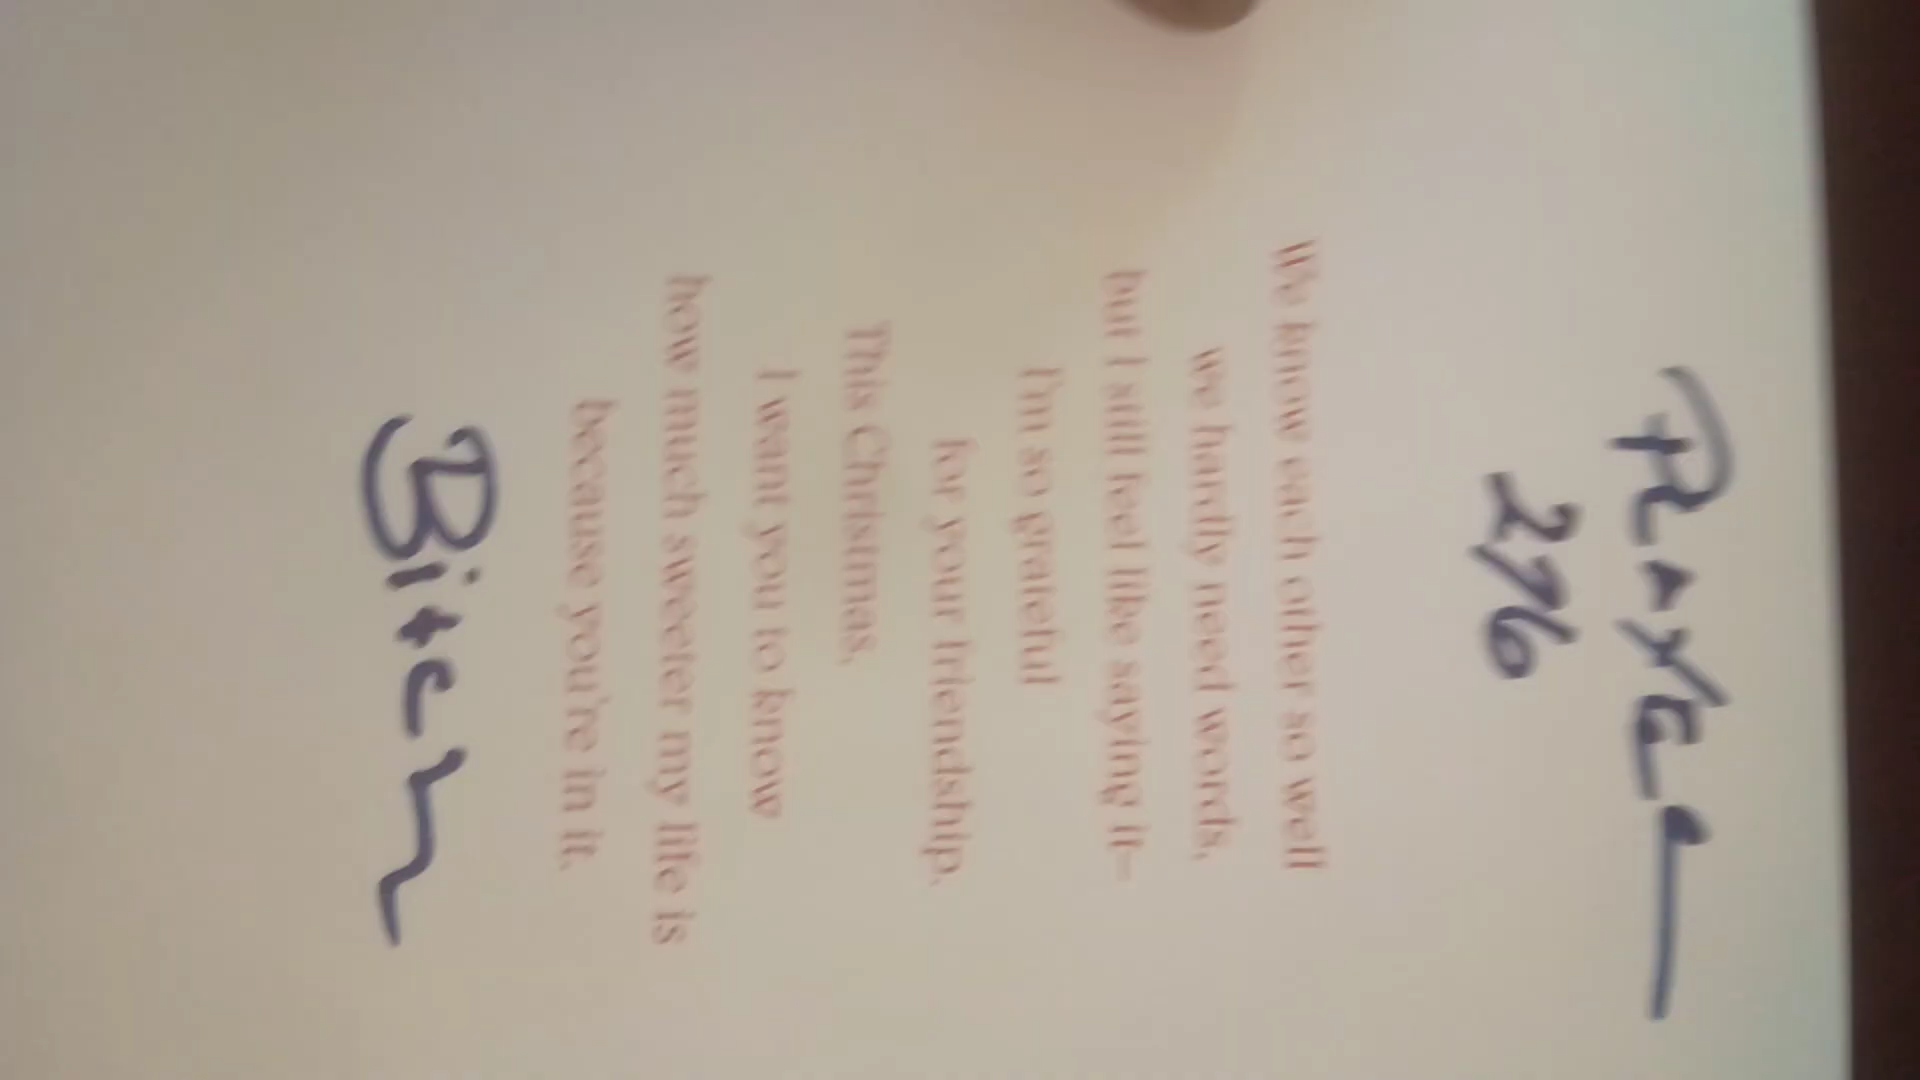 276
We know each other so well
we hardly need words,
but I still feel like saying it–
I'm so grateful
for your friendship.
This Christmas,
I want you to know
how much sweeter my life is
because you're in it.